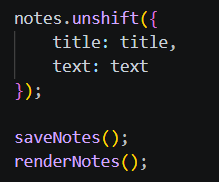 notes.unshift({
    title: title,
    text: text
});

saveNotes();
renderNotes();